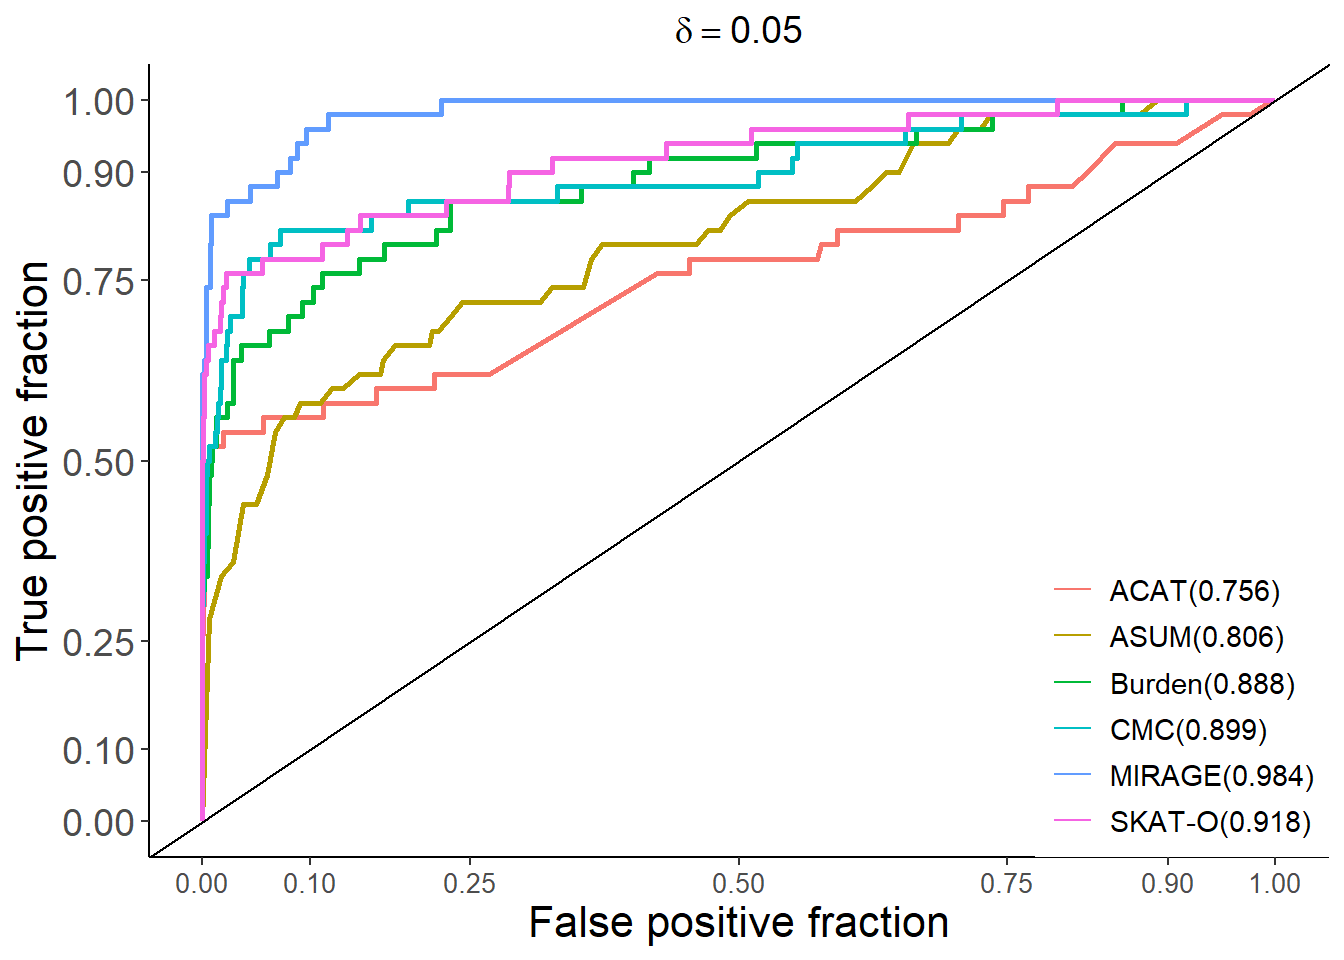 δ = 0.05
True positive fraction
1.00
0.90
0.75
0.50
0.25
0.10
0.00
ACAT(0.756)
ASUM(0.806)
Burden(0.888)
CMC(0.899)
MIRAGE(0.984)
SKAT-O(0.918)
0.00 0.10 0.25 0.50 0.75 0.90 1.00
False positive fraction